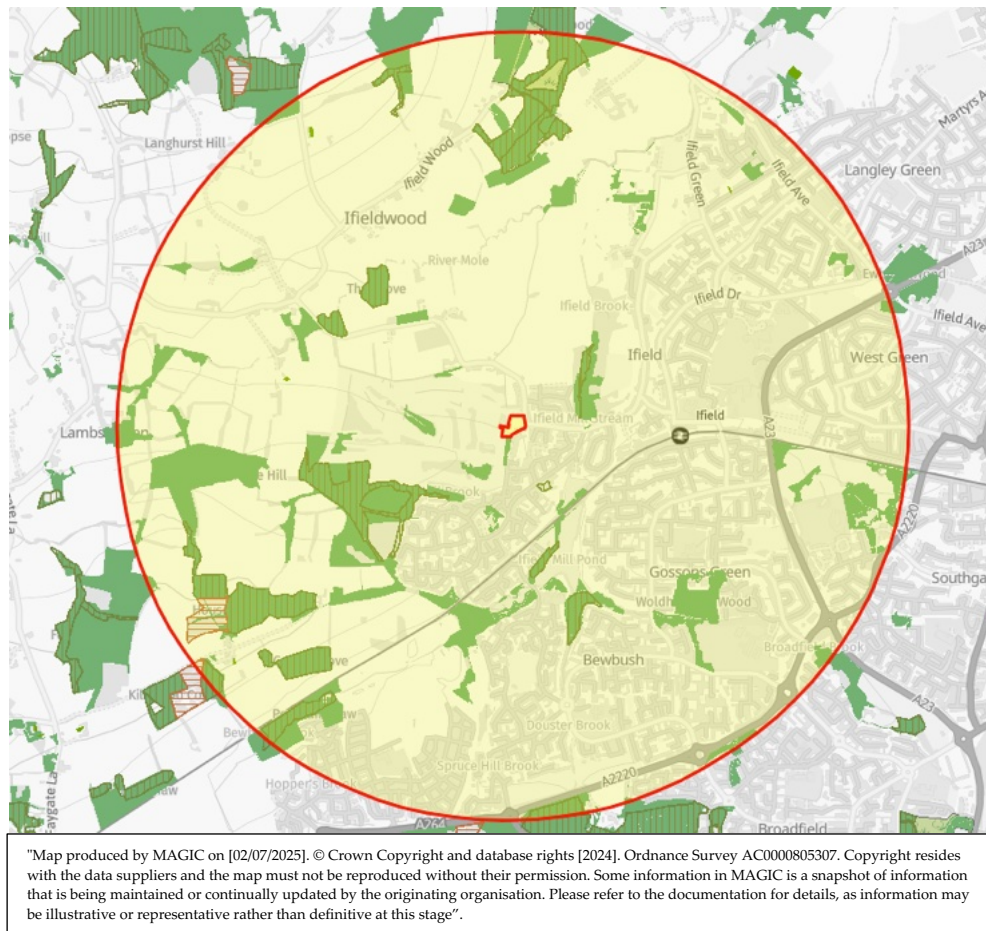 Langhurst Hill
Ifield Wood
Ifield Green
Ifield Ave
Martyrs A
Langley Green
Ifieldwood
A23
River Mole
Ifield Brook
Ifield Dr
Ifield Ave
West Green
Ifield
Ifield Mill Stream
Ifield
A23
Lambs
e Hill
Brook
A2220
Ifield Mill Pond
Gossops Green
Southga
Bewbush
Broadfield Brook
A23
Douster Brook
Spruce Hill Brook
A2220
Hopper's Br
Faygate La
A264
Broadfield
"Map produced by MAGIC on [02/07/2025]. © Crown Copyright and database rights [2024]. Ordnance Survey AC0000805307. Copyright resides
with the data suppliers and the map must not be reproduced without their permission. Some information in MAGIC is a snapshot of information
that is being maintained or continually updated by the originating organisation. Please refer to the documentation for details, as information may
be illustrative or representative rather than definitive at this stage”.